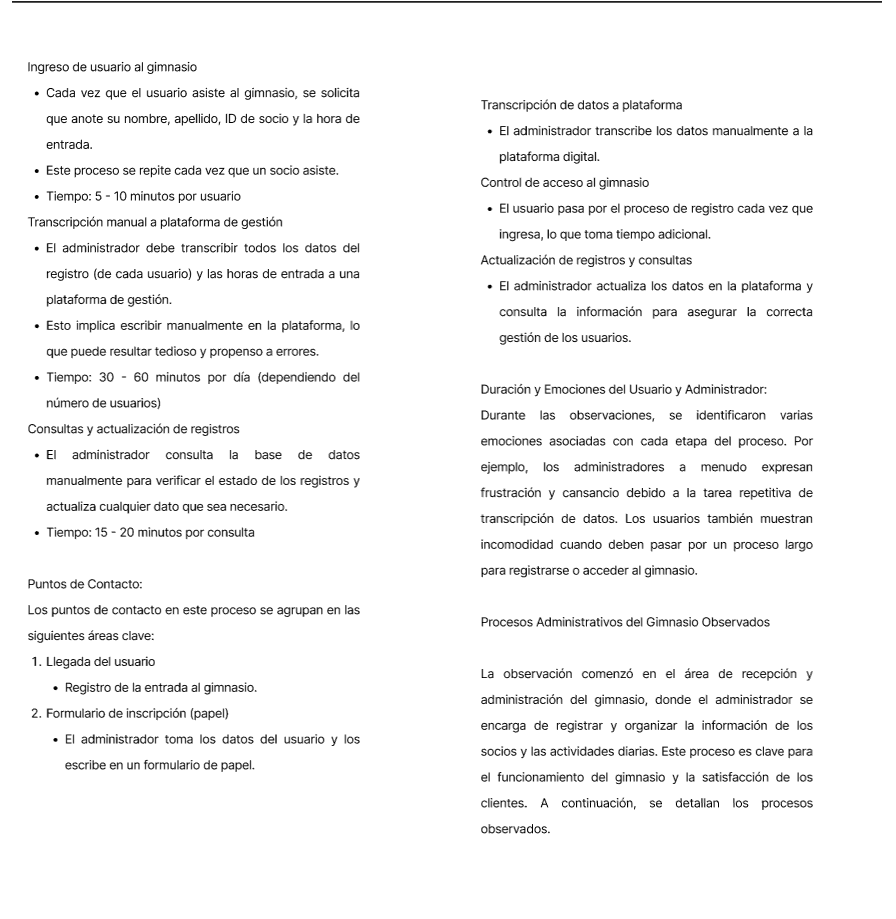 Ingreso de usuario al gimnasio
• Cada vez que el usuario asiste al gimnasio, se solicita
que anote su nombre, apellido, ID de socio y la hora de
entrada.
• Este proceso se repite cada vez que un socio asiste.
• Tiempo: 5 - 10 minutos por usuario
Transcripción manual a plataforma de gestión
• El administrador debe transcribir todos los datos del
registro (de cada usuario) y las horas de entrada a una
plataforma de gestión.
• Esto implica escribir manualmente en la plataforma, lo
que puede resultar tedioso y propenso a errores.
• Tiempo: 30 - 60 minutos por día (dependiendo del
número de usuarios)
Consultas y actualización de registros
• El administrador consulta la base de datos
manualmente para verificar el estado de los registros y
actualiza cualquier dato que sea necesario.
• Tiempo: 15 - 20 minutos por consulta
Puntos de Contacto:
Los puntos de contacto en este proceso se agrupan en las
siguientes áreas clave:
1. Llegada del usuario
• Registro de la entrada al gimnasio.
2. Formulario de inscripción (papel)
• El administrador toma los datos del usuario y los
escribe en un formulario de papel.
Transcripción de datos a plataforma
• El administrador transcribe los datos manualmente a la
plataforma digital.
Control de acceso al gimnasio
• El usuario pasa por el proceso de registro cada vez que
ingresa, lo que toma tiempo adicional.
Actualización de registros y consultas
• El administrador actualiza los datos en la plataforma y
consulta la información para asegurar la correcta
gestión de los usuarios.
Duración y Emociones del Usuario y Administrador:
Durante las observaciones, se identificaron varias
emociones asociadas con cada etapa del proceso. Por
ejemplo, los administradores a menudo expresan
frustración y cansancio debido a la tarea repetitiva de
transcripción de datos. Los usuarios también muestran
incomodidad cuando deben pasar por un proceso largo
para registrarse o acceder al gimnasio.
Procesos Administrativos del Gimnasio Observados
La observación comenzó en el área de recepción y
administración del gimnasio, donde el administrador se
encarga de registrar y organizar la información de los
socios y las actividades diarias. Este proceso es clave para
el funcionamiento del gimnasio y la satisfacción de los
clientes. A continuación, se detallan los procesos
observados.